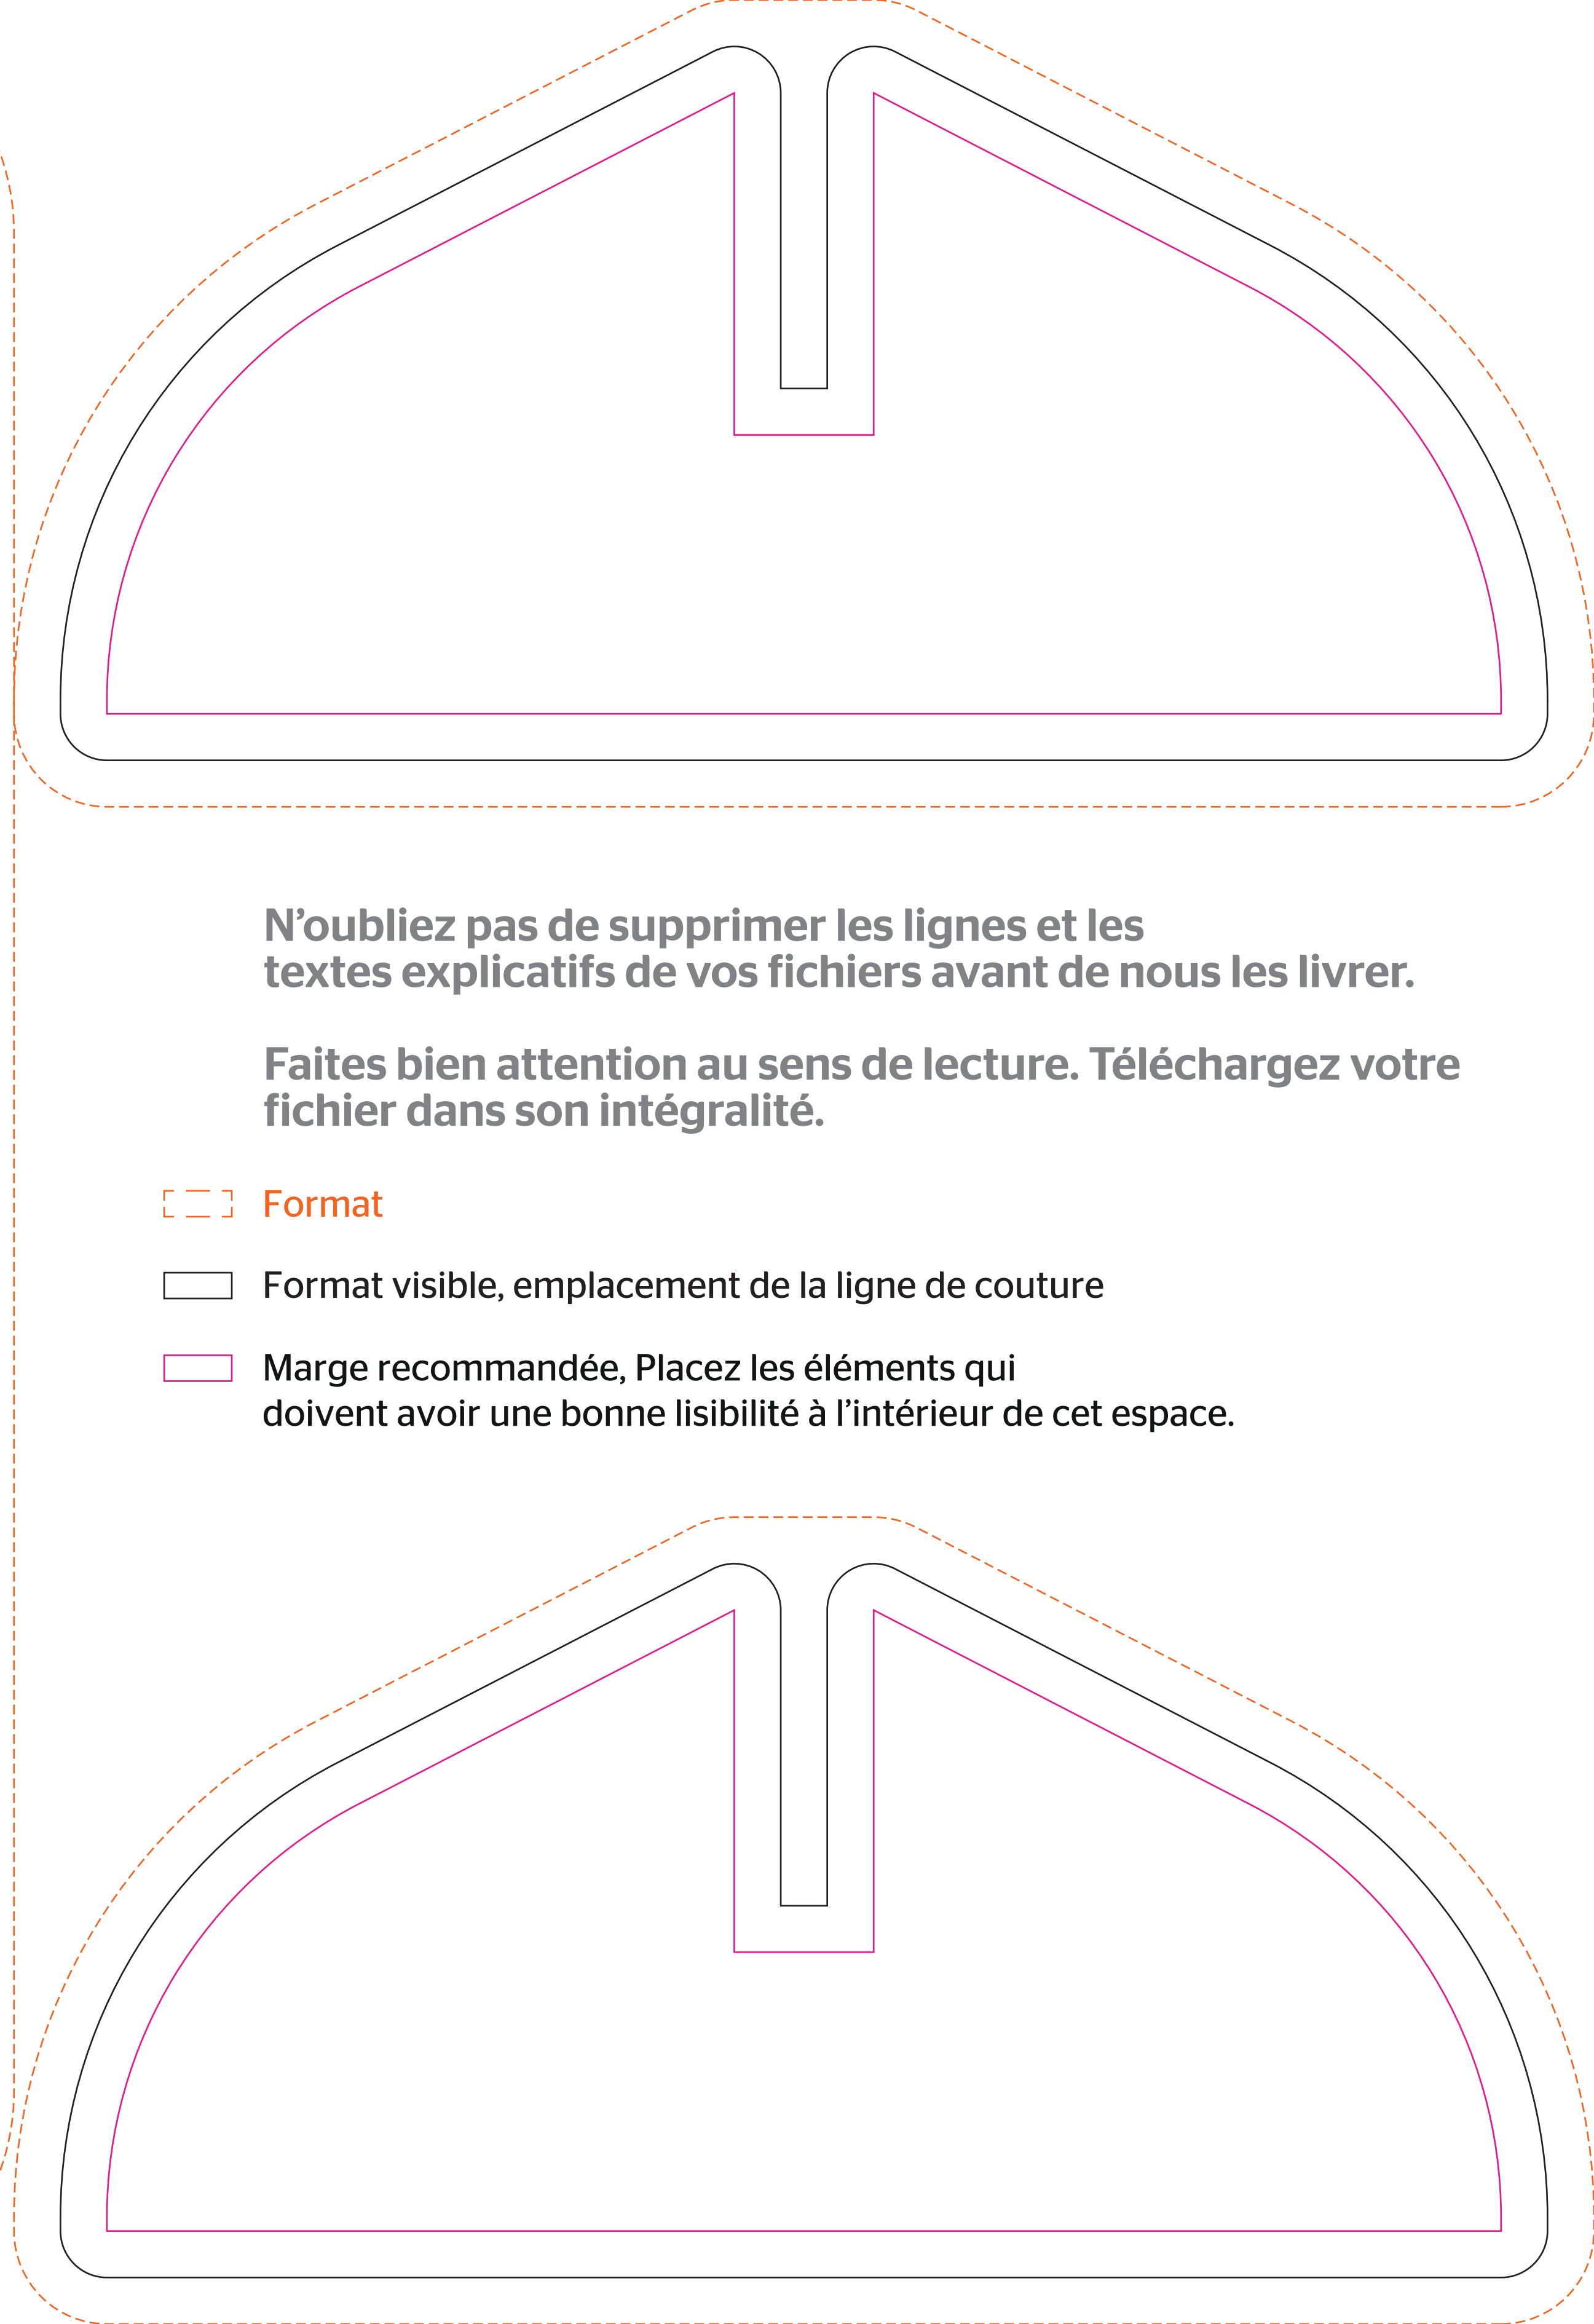 N’oubliez pas de supprimer les lignes et les
textes explicatifs de vos fichiers avant de nous les livrer.
Faites bien attention au sens de lecture. Téléchargez votre
fichier dans son intégralité.
Format
Format visible, emplacement de la ligne de couture
Marge recommandée, Placez les éléments qui
doivent avoir une bonne lisibilité à l’intérieur de cet espace.